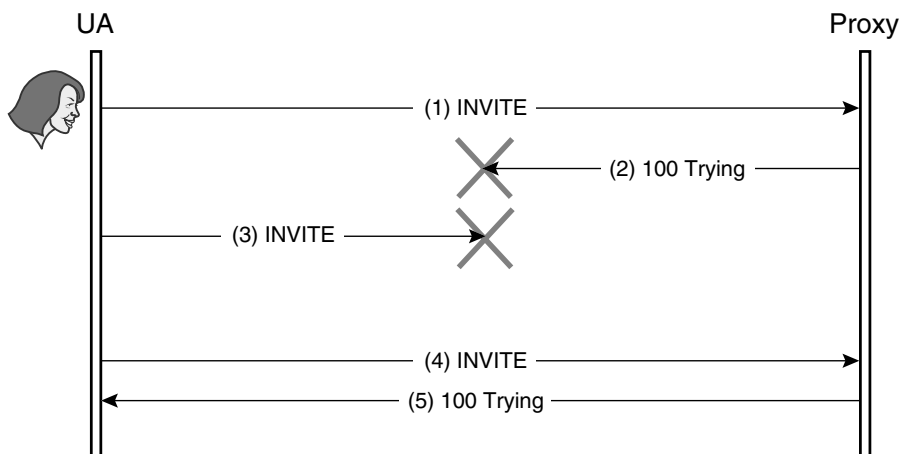 UA
Proxy
(1) INVITE
(2) 100 Trying
(3) INVITE
(4) INVITE
(5) 100 Trying